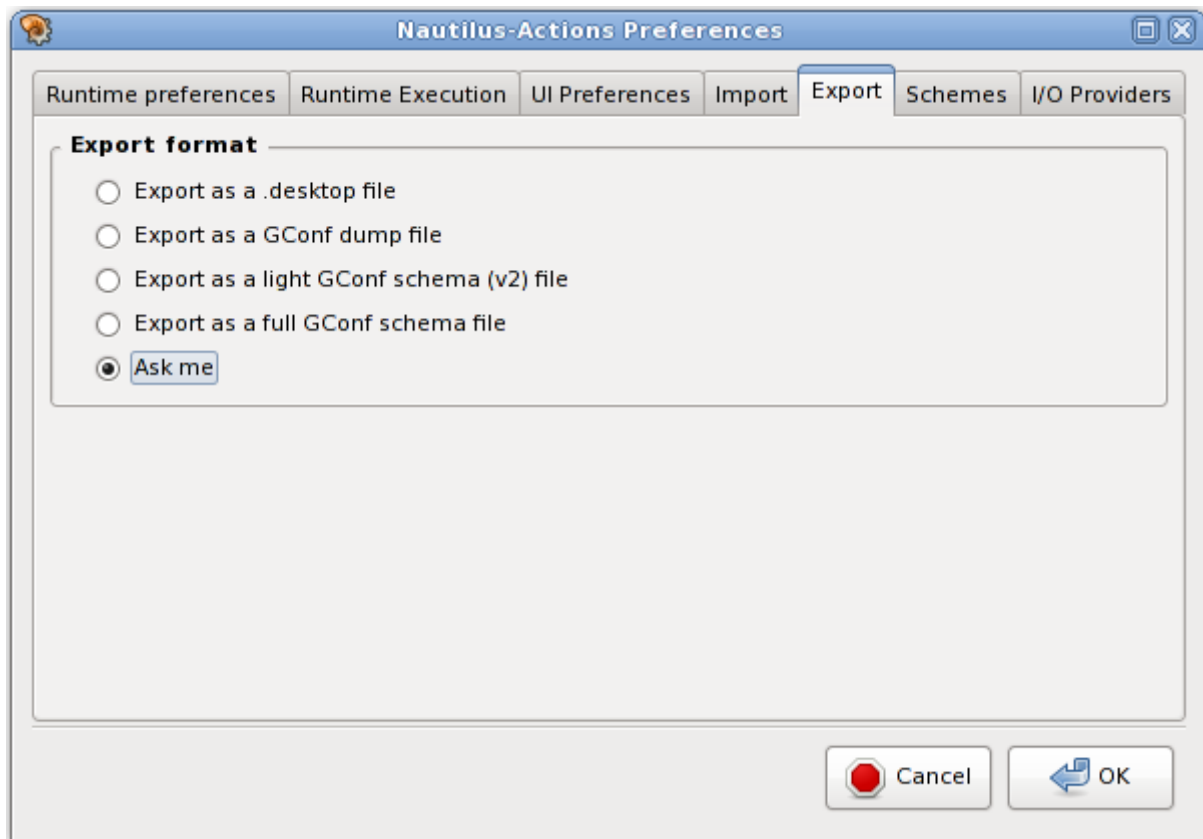 Nautilus-Actions Preferences
Runtime preferences Runtime Execution UI Preferences Import Export Schemes I/O Providers
Export format
Export as a .desktop file
Export as a GConf dump file
Export as a light GConf schema (v2) file
Export as a full GConf schema file
Ask me
Cancel OK